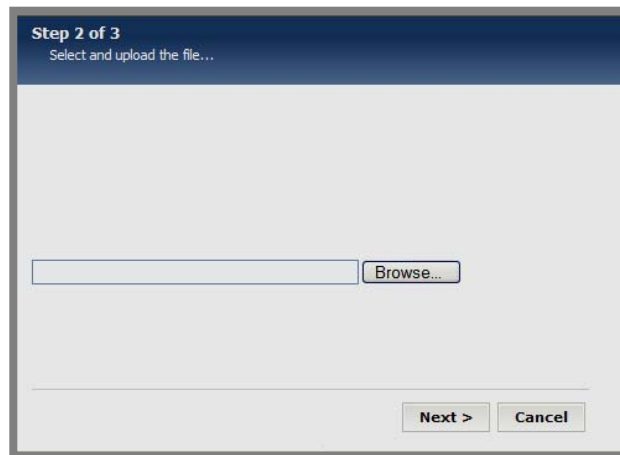 Step 2 of 3
Select and upload the file...
Browse...
Next >
Cancel